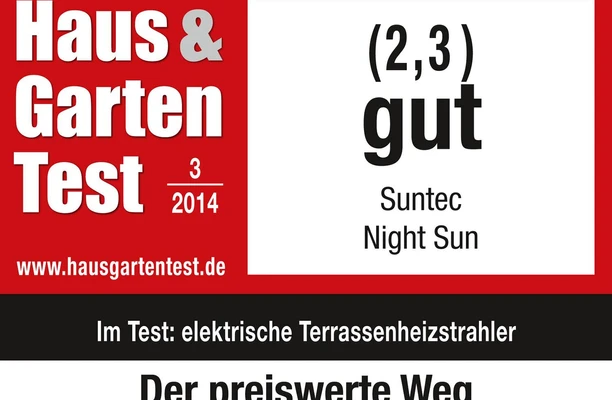 Haus &
Garten
Test
3
2014
www.hausgartentest.de
(2,3)
gut
Suntec
Night Sun
Im Test: elektrische Terrassenheizstrahler
Der preiswerte Weg